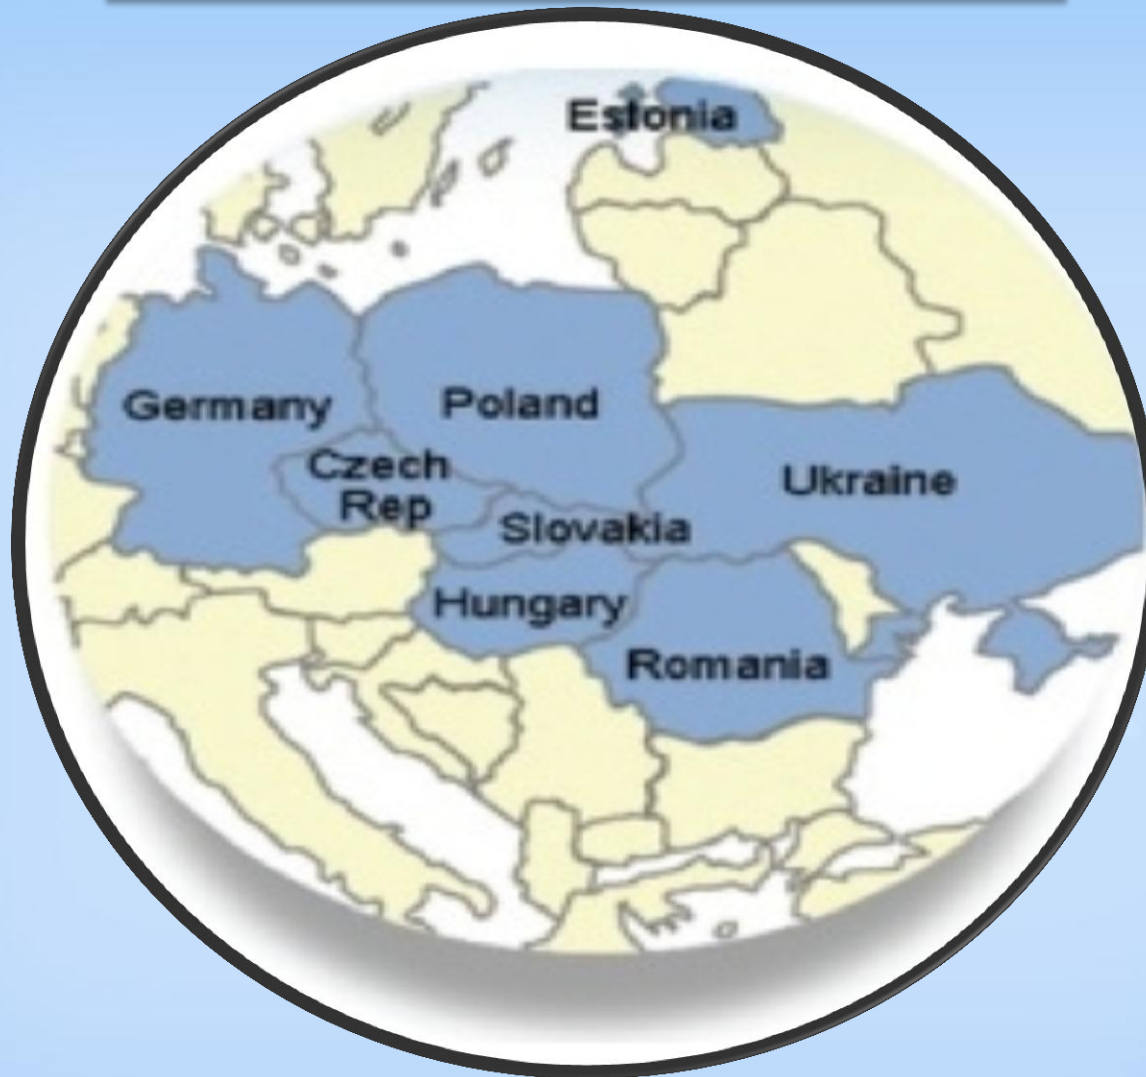 Estonia
Germany
Poland
Czech
Rep
Ukraine
Slovakia
Hungary
Romania